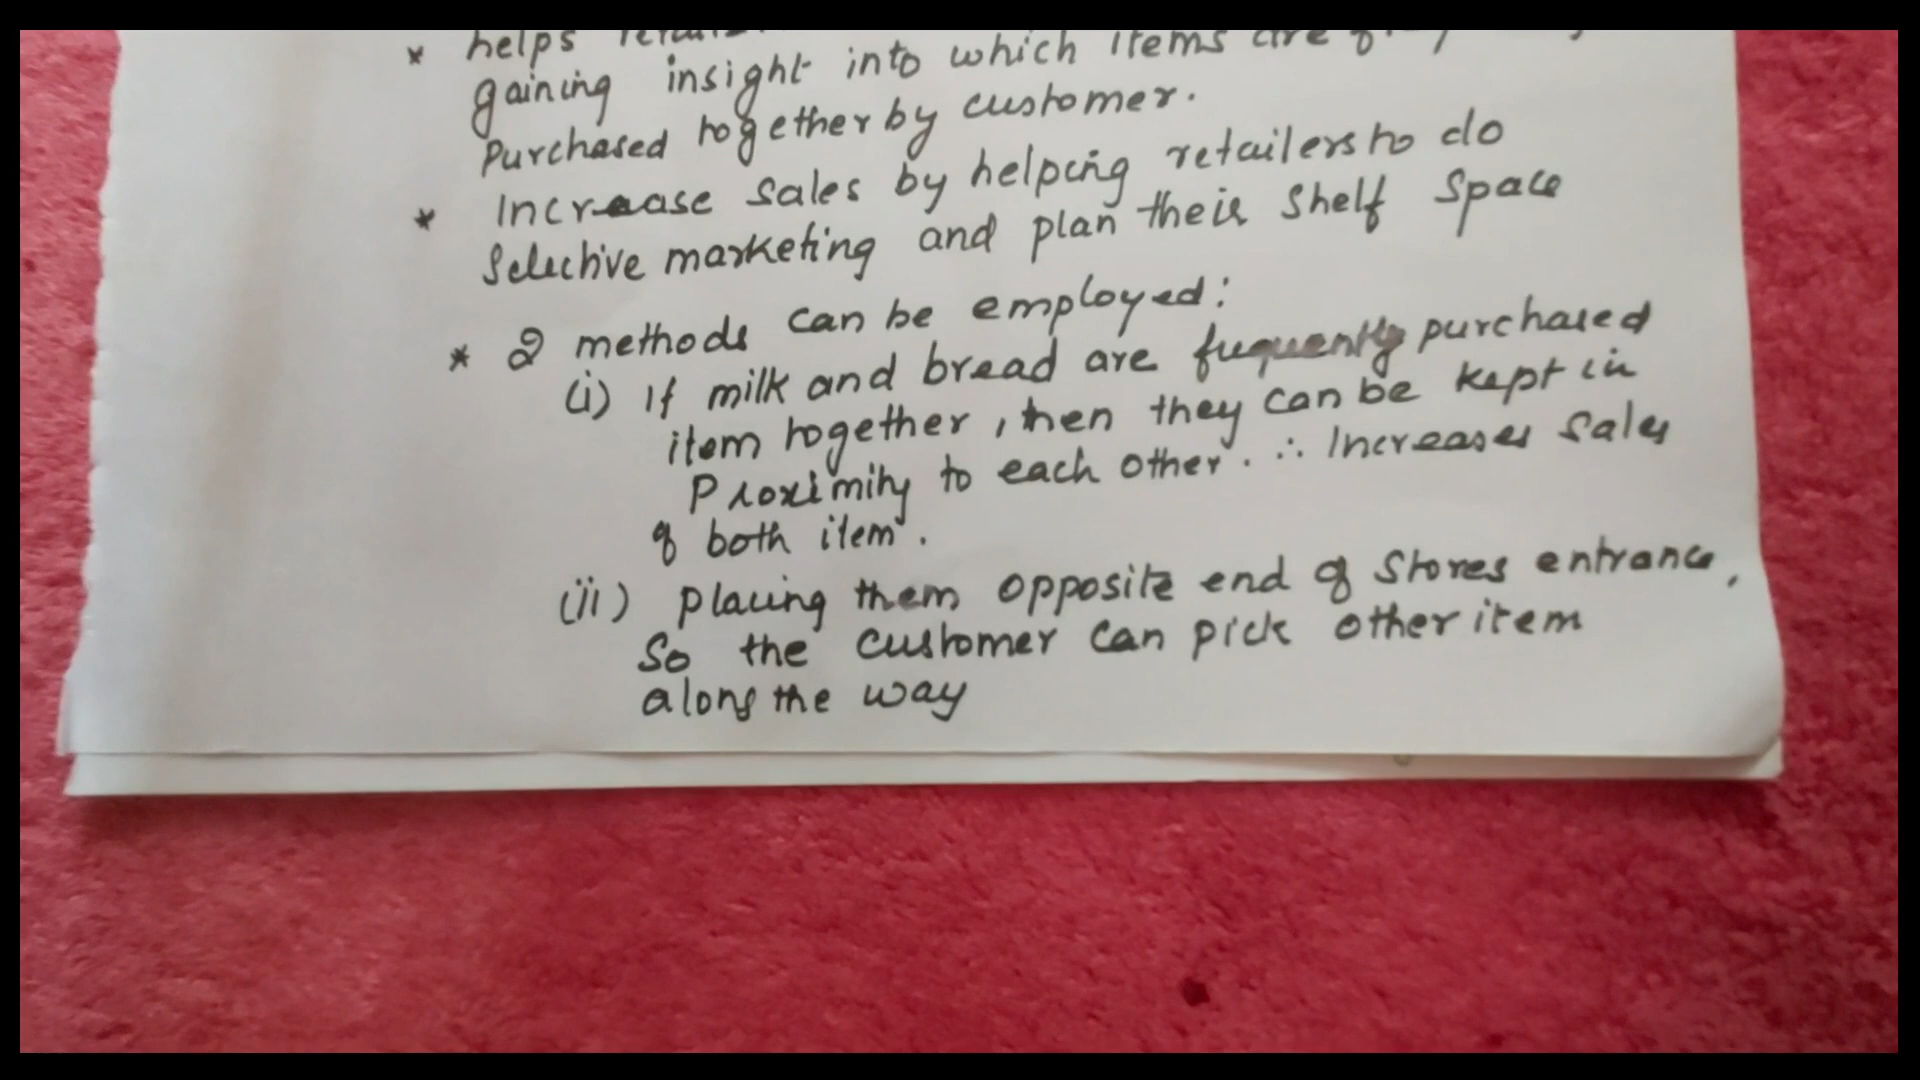 * helps
gaining insight into which items are
Purchased together by customer.
* Increase sales by helping retailers to do
Selective marketing and plan their Shelf Space
* 2 methods can be employed:
(i) If milk and bread are frequently purchased
item together, then they can be kept in
Proximity to each other. ∴ Increases Sales
of both item.
(ii) placing them opposite end of Stores entrance,
So the customer can pick other item
along the way